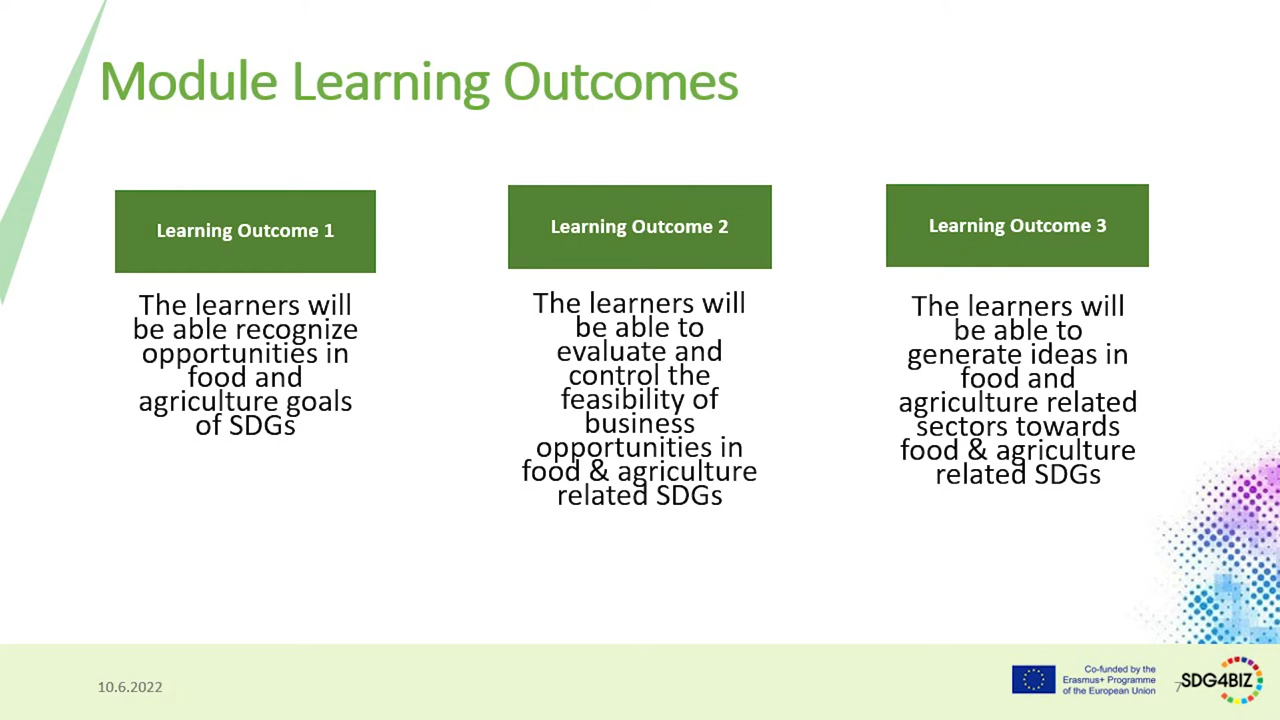 Module Learning Outcomes
Learning Outcome 1
The learners will
be able recognize
opportunities in
food and
agriculture goals
of SDGs
Learning Outcome 2
The learners will
be able to
evaluate and
control the
feasibility of
business
opportunities in
food & agriculture
related SDGs
Learning Outcome 3
The learners will
be able to
generate ideas in
food and
agriculture related
sectors towards
food & agriculture
related SDGs
10.6.2022
Co-funded by the
Erasmus+ Programme
of the European Union
7
SDG4BIZ